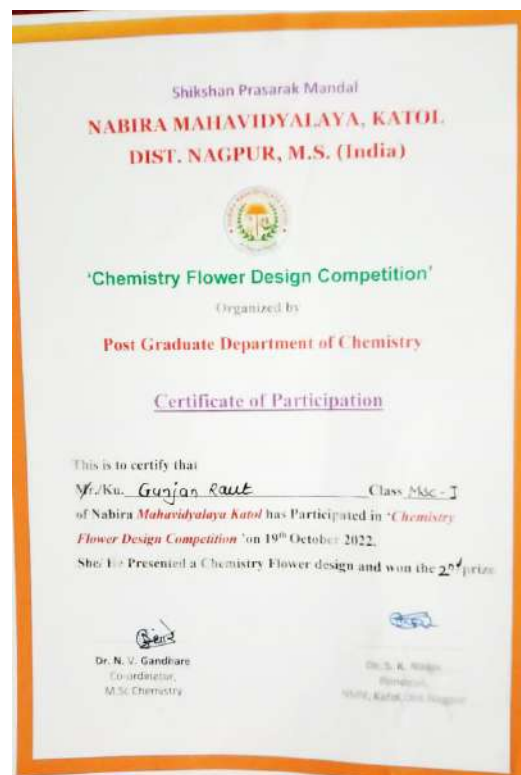 Shikshan Prasarak Mandal
NABIRA MAHAVIDYALAYA, KATOL
DIST. NAGPUR, M.S. (India)
‘Chemistry Flower Design Competition’
Organized by
Post Graduate Department of Chemistry
Certificate of Participation
This is to certify that
Mr./Ku. Gunjan Raut Class Msc - I
of Nabira Mahavidyalaya Katol has Participated in ‘Chemistry
Flower Design Competition ’on 19th October 2022.
She/ He Presented a Chemistry Flower design and won the 2nd prize
Dr. N. V. Gandhare
Co-ordinator,
M.Sc Chemistry
Dr. S. K.
Katol